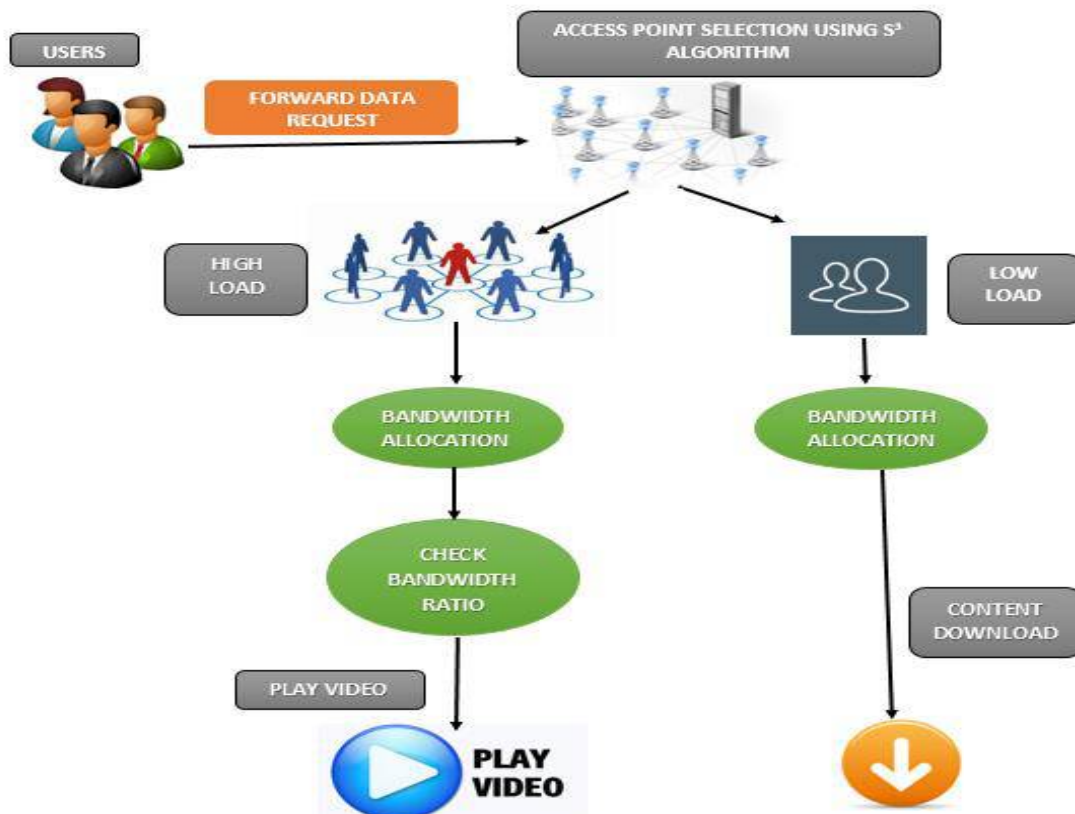 USERS
ACCESS POINT SELECTION USING S³
ALGORITHM
FORWARD DATA
REQUEST
HIGH
LOAD
LOW
LOAD
BANDWIDTH
ALLOCATION
BANDWIDTH
ALLOCATION
CHECK
BANDWIDTH
RATIO
CONTENT
DOWNLOAD
PLAY VIDEO
PLAY
VIDEO